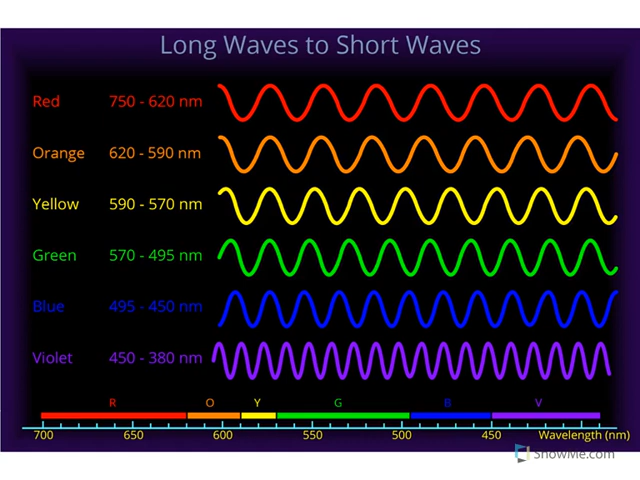 Long Waves to Short Waves
Red 750 - 620 nm
Orange 620 - 590 nm
Yellow 590 - 570 nm
Green 570 - 495 nm
Blue 495 - 450 nm
Violet 450 - 380 nm
R O Y G B V
700 650 600 550 500 450 Wavelength (nm)
ShowMe.com